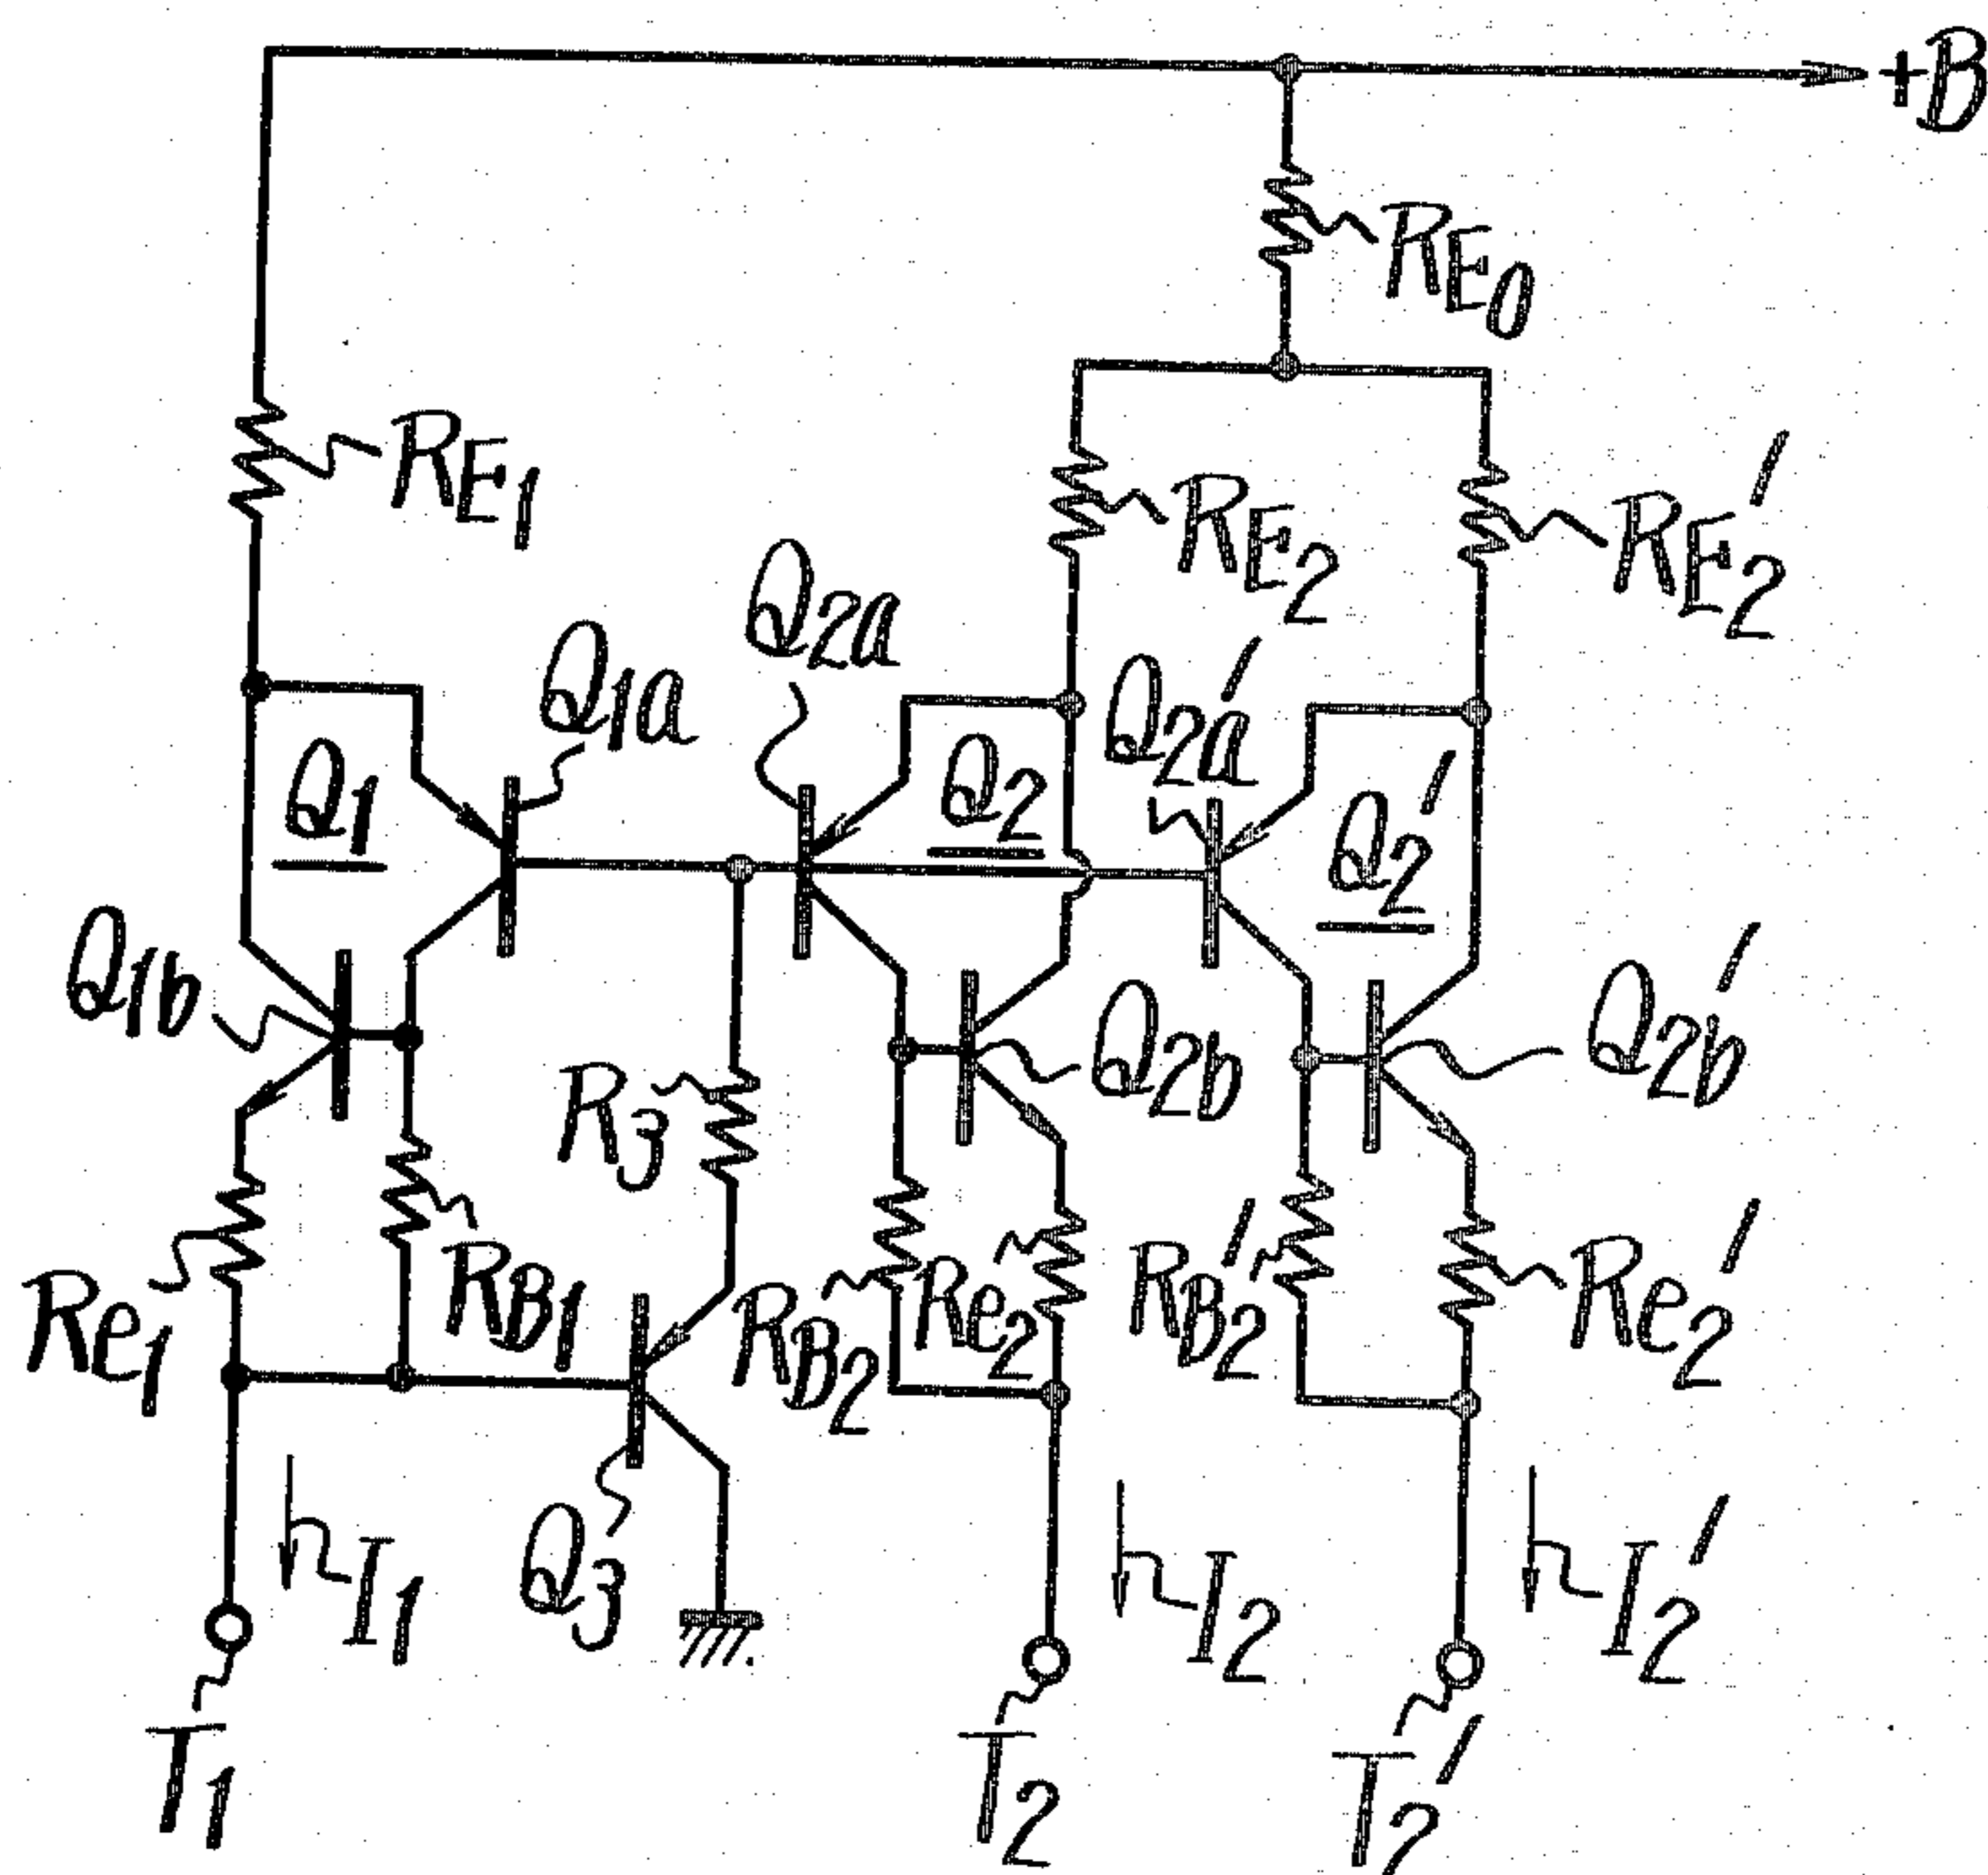 +B
RE0
RE1
RE2
RE2'
Q1a
Q2a
Q2a'
Q1
Q2
Q2'
Q1b
Q2b
Q2b'
R3
Re1
RB1
RB2
Re2
RB2'
Re2'
I1
Q3
I2
I2'
T1
T2
T2'